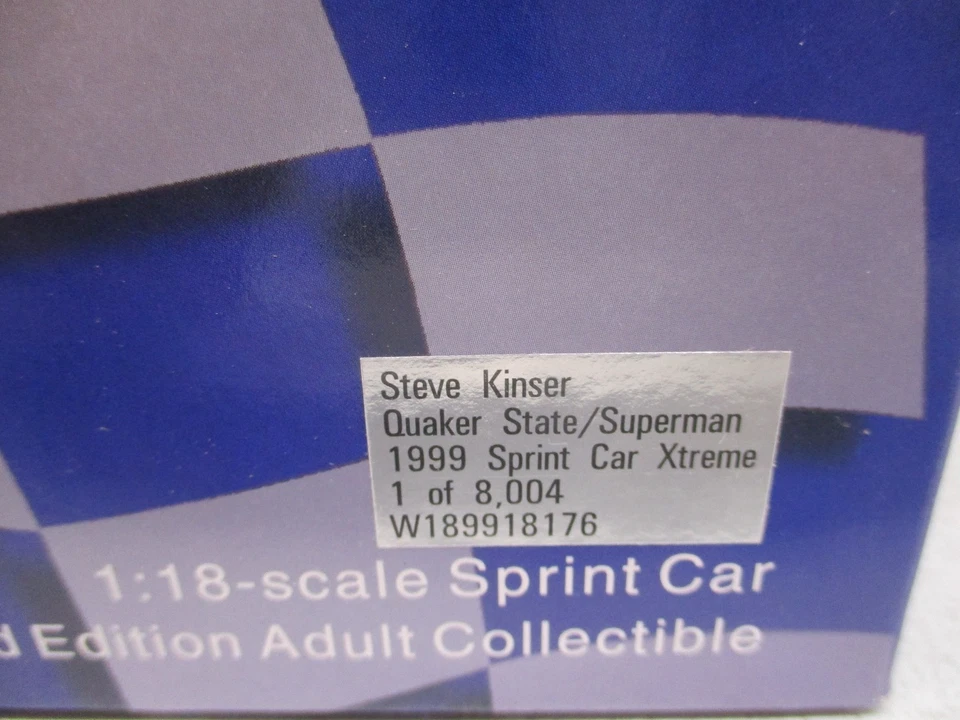 Steve Kinser
Quaker State/Superman
1999 Sprint Car Xtreme
1 of 8,004
W189918176
1:18-scale Sprint Car
d Edition Adult Collectible